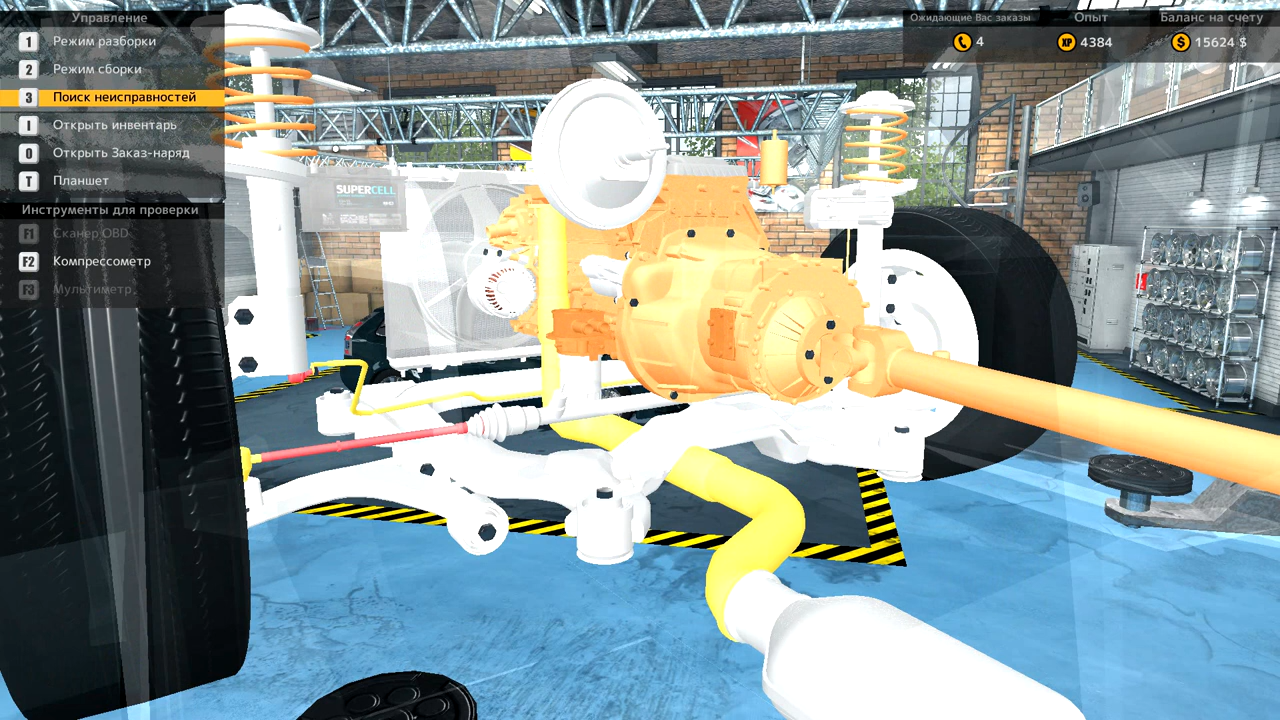 Управление
1 Режим разборки
2 Режим сборки
3 Поиск неисправностей
I Открыть инвентарь
O Открыть Заказ-наряд
T Планшет
Инструменты для проверки
F1 Сканер OBD
F2 Компрессометр
F3 Мультиметр
Ожидающие Вас заказы Опыт Баланс на счету
4 XP 4384 $ 15624 $
SUPERCELL